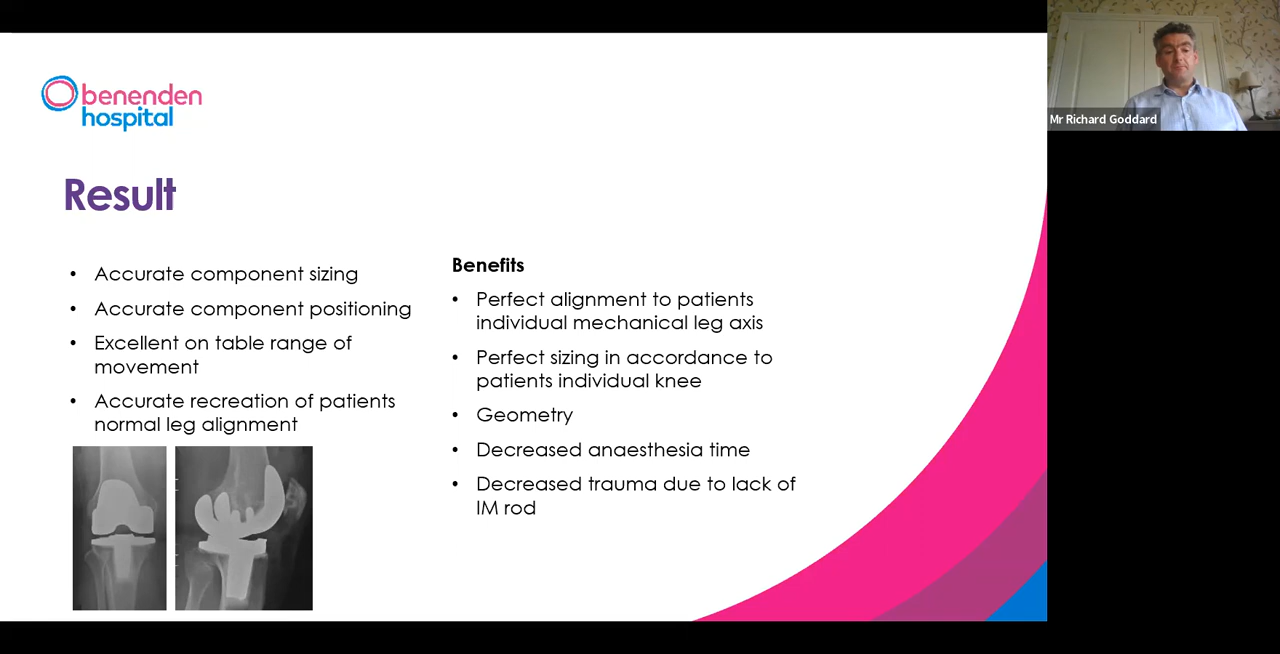 benenden
hospital
Mr Richard Goddard
Result
• Accurate component sizing
• Accurate component positioning
• Excellent on table range of
movement
• Accurate recreation of patients
normal leg alignment
Benefits
• Perfect alignment to patients
individual mechanical leg axis
• Perfect sizing in accordance to
patients individual knee
• Geometry
• Decreased anaesthesia time
• Decreased trauma due to lack of
IM rod